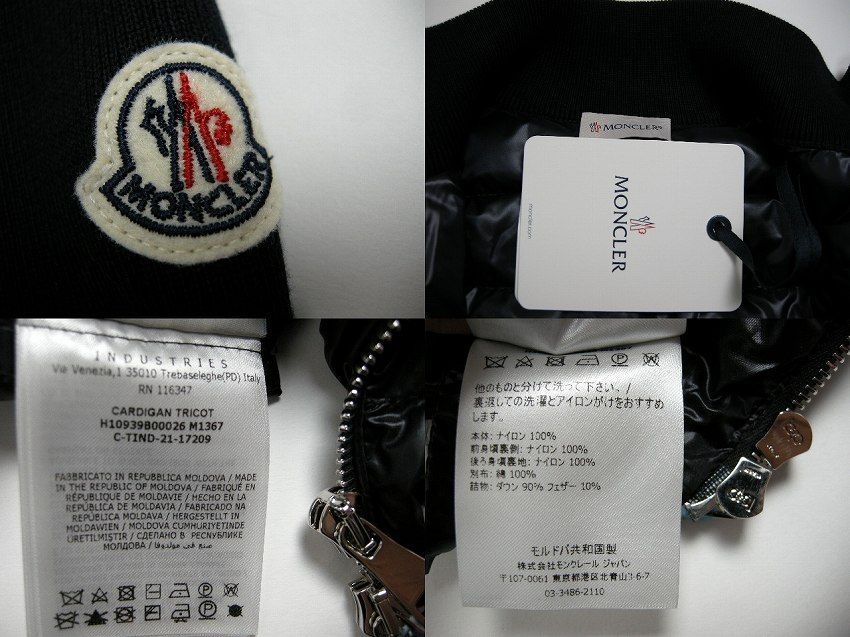 MONCLER
MONCLER
MONCLER
moncler.com
INDUSTRIES
Via Venezia,1 35010 Trebaseleghe(PD) Italy
RN 116347
CARDIGAN TRICOT
H10939B00026 M1367
C-TIND-21-17209
FABBRICATO IN REPUBBLICA MOLDOVA / MADE
IN THE REPUBLIC OF MOLDOVA / FABRIQUÉ EN
RÉPUBLIQUE DE MOLDAVIE / HECHO EN LA
REPÚBLICA DE MOLDAVIA / FABRICADO NA
REPÚBLICA MOLDOVA / HERGESTELLT IN
MOLDAWIEN / MOLDOVA CUMHURIYETINDE
ÜRETILMIŞTIR / СДЕЛАНО В РЕСПУБЛИКЕ
МОЛДОВА / صنع في مولدوفا
他のものと分けて洗って下さい。/
裏返しての洗濯とアイロンがけをおすすめ
します。
本体: ナイロン 100%
前身頃裏側: ナイロン 100%
後ろ身頃裏地: ナイロン 100%
別布: 綿 100%
詰物: ダウン 90% フェザー 10%
モルドバ共和国製
株式会社モンクレール ジャパン
〒107-0061 東京都港区北青山3-6-7
03-3486-2110